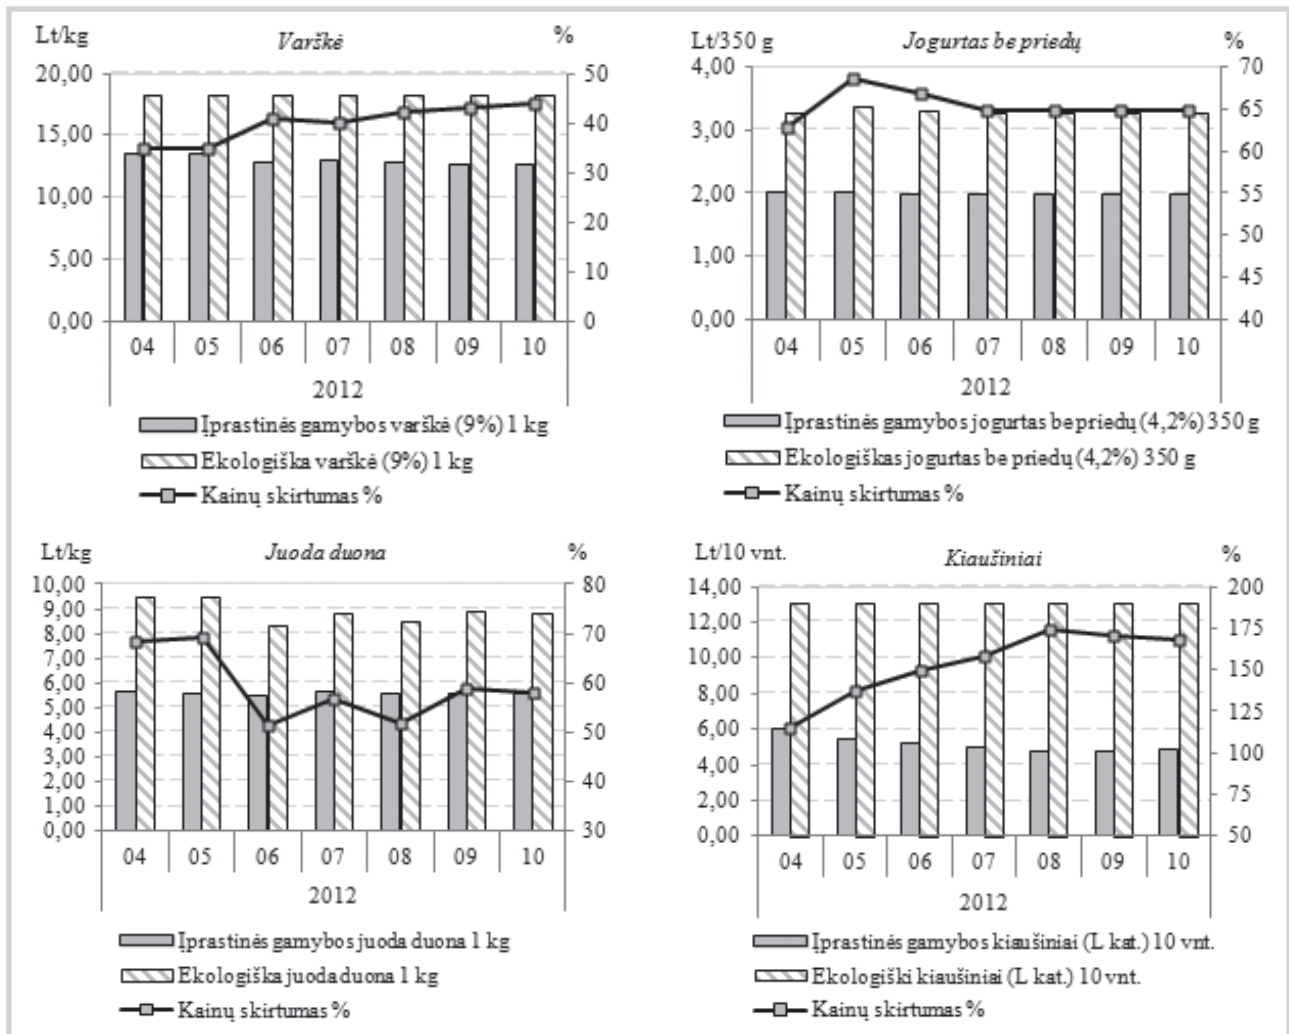 Lt/kg Varškė %
20,00 50
15,00 40
10,00 30
5,00 20
0,00 10
0
04 05 06 07 08 09 10
2012
Įprastinės gamybos varškė (9%) 1 kg
Ekologiška varškė (9%) 1 kg
Kainų skirtumas %
Lt/350 g Jogurtas be priedų %
4,00 70
3,00 65
2,00 60
1,00 55
0,00 50
45
40
04 05 06 07 08 09 10
2012
Įprastinės gamybos jogurtas be priedų (4,2%) 350 g
Ekologiškas jogurtas be priedų (4,2%) 350 g
Kainų skirtumas %
Lt/kg Juoda duona %
10,00 80
9,00 70
8,00 60
7,00 50
6,00 40
5,00 30
4,00
3,00
2,00
1,00
0,00
04 05 06 07 08 09 10
2012
Įprastinės gamybos juoda duona 1 kg
Ekologiška juoda duona 1 kg
Kainų skirtumas %
Lt/10 vnt. Kiaušiniai %
14,00 200
12,00 175
10,00 150
8,00 125
6,00 100
4,00 75
2,00 50
0,00
04 05 06 07 08 09 10
2012
Įprastinės gamybos kiaušiniai (L kat.) 10 vnt.
Ekologiški kiaušiniai (L kat.) 10 vnt.
Kainų skirtumas %